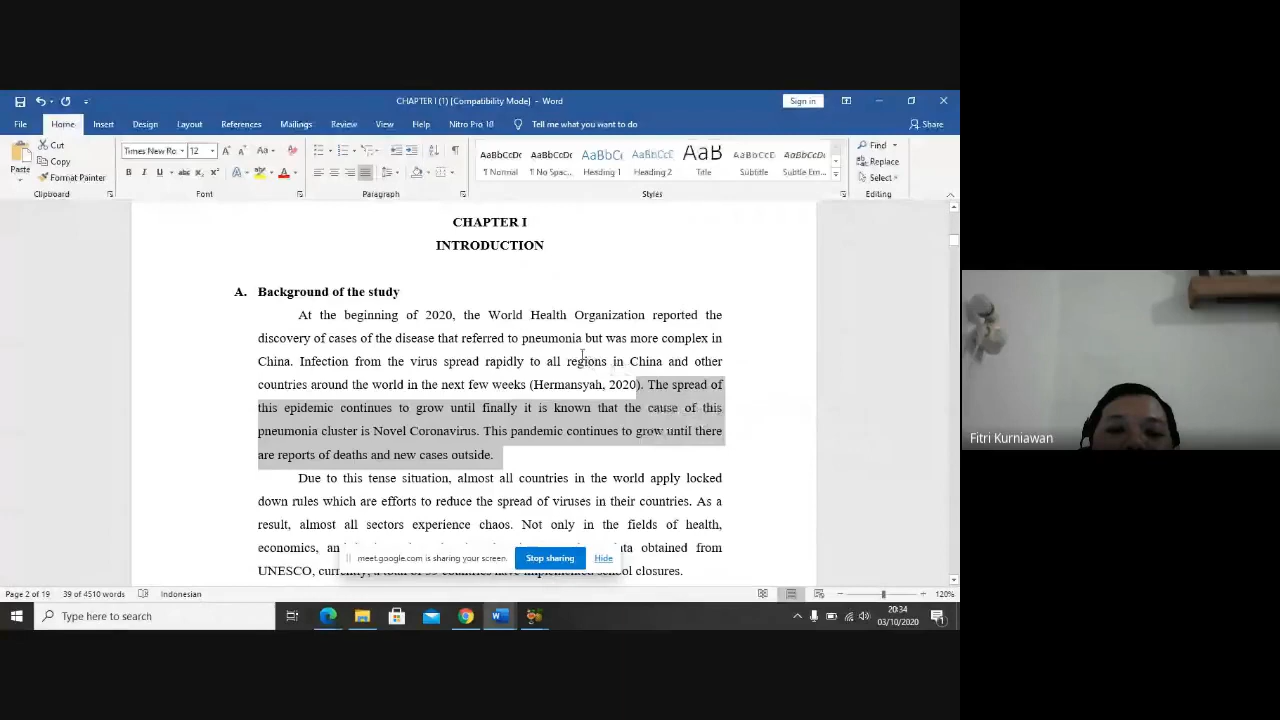 CHAPTER I (1) [Compatibility Mode] - Word
Sign in
File Home Insert Design Layout References Mailings Review View Help Nitro Pro 10 Tell me what you want to do Share
Paste
Cut
Copy
Format Painter
Clipboard
Times New Ro 12
Font
Paragraph
AaBbCcDc AaBbCcDc AaBbC AaBbCcC AaB AaBbCcD AaBbCcDc
¶ Normal ¶ No Spac... Heading 1 Heading 2 Title Subtitle Subtle Em...
Styles
Find
Replace
Select
Editing
CHAPTER I
INTRODUCTION
A. Background of the study
At the beginning of 2020, the World Health Organization reported the
discovery of cases of the disease that referred to pneumonia but was more complex in
China. Infection from the virus spread rapidly to all regions in China and other
countries around the world in the next few weeks (Hermansyah, 2020). The spread of
this epidemic continues to grow until finally it is known that the cause of this
pneumonia cluster is Novel Coronavirus. This pandemic continues to grow until there
are reports of deaths and new cases outside.
Due to this tense situation, almost all countries in the world apply locked
down rules which are efforts to reduce the spread of viruses in their countries. As a
result, almost all sectors experience chaos. Not only in the fields of health,
economics, obtained from
UNESCO, school closures.
meet.google.com is sharing your screen. Stop sharing Hide
Page 2 of 19 39 of 4510 words Indonesian 120%
Type here to search
20:34
03/10/2020
Fitri Kurniawan